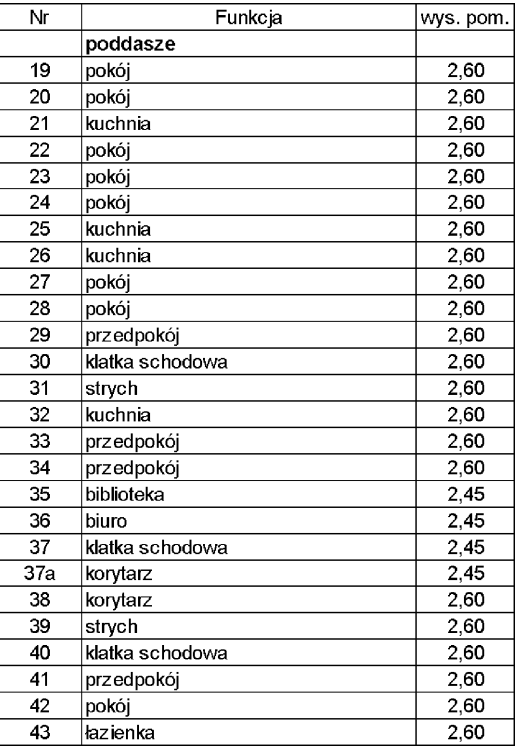 Nr Funkcja wys. pom.
poddasze
19 pokój 2,60
20 pokój 2,60
21 kuchnia 2,60
22 pokój 2,60
23 pokój 2,60
24 pokój 2,60
25 kuchnia 2,60
26 kuchnia 2,60
27 pokój 2,60
28 pokój 2,60
29 przedpokój 2,60
30 klatka schodowa 2,60
31 strych 2,60
32 kuchnia 2,60
33 przedpokój 2,60
34 przedpokój 2,60
35 biblioteka 2,45
36 biuro 2,45
37 klatka schodowa 2,45
37a korytarz 2,45
38 korytarz 2,60
39 strych 2,60
40 klatka schodowa 2,60
41 przedpokój 2,60
42 pokój 2,60
43 łazienka 2,60